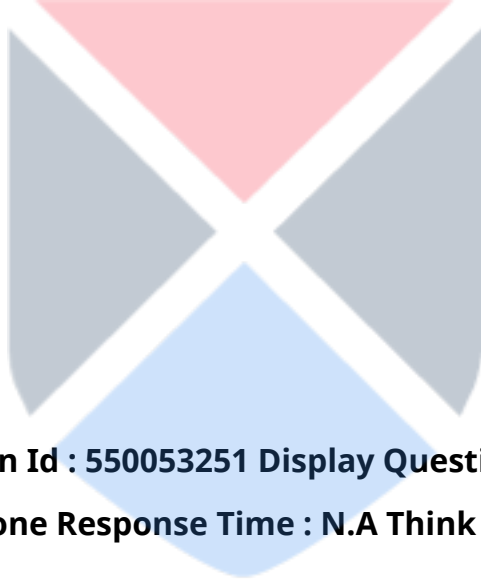 n Id : 550053251 Display Questi
one Response Time : N.A Think